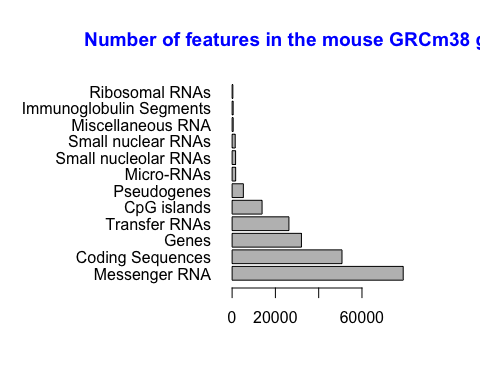 Number of features in the mouse GRCm38 g
Ribosomal RNAs
Immunoglobulin Segments
Miscellaneous RNA
Small nuclear RNAs
Small nucleolar RNAs
Micro-RNAs
Pseudogenes
CpG islands
Transfer RNAs
Genes
Coding Sequences
Messenger RNA
0 20000 60000